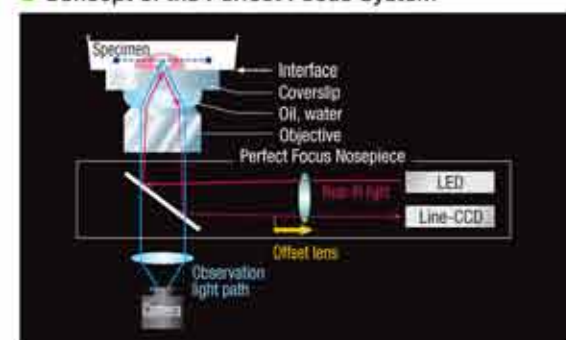 Concept of the Perfect Focus System
Specimen
Interface
Coverslip
Oil, water
Objective
Perfect Focus Nosepiece
LED
Near-IR light
Line-CCD
Offset lens
Observation
light path